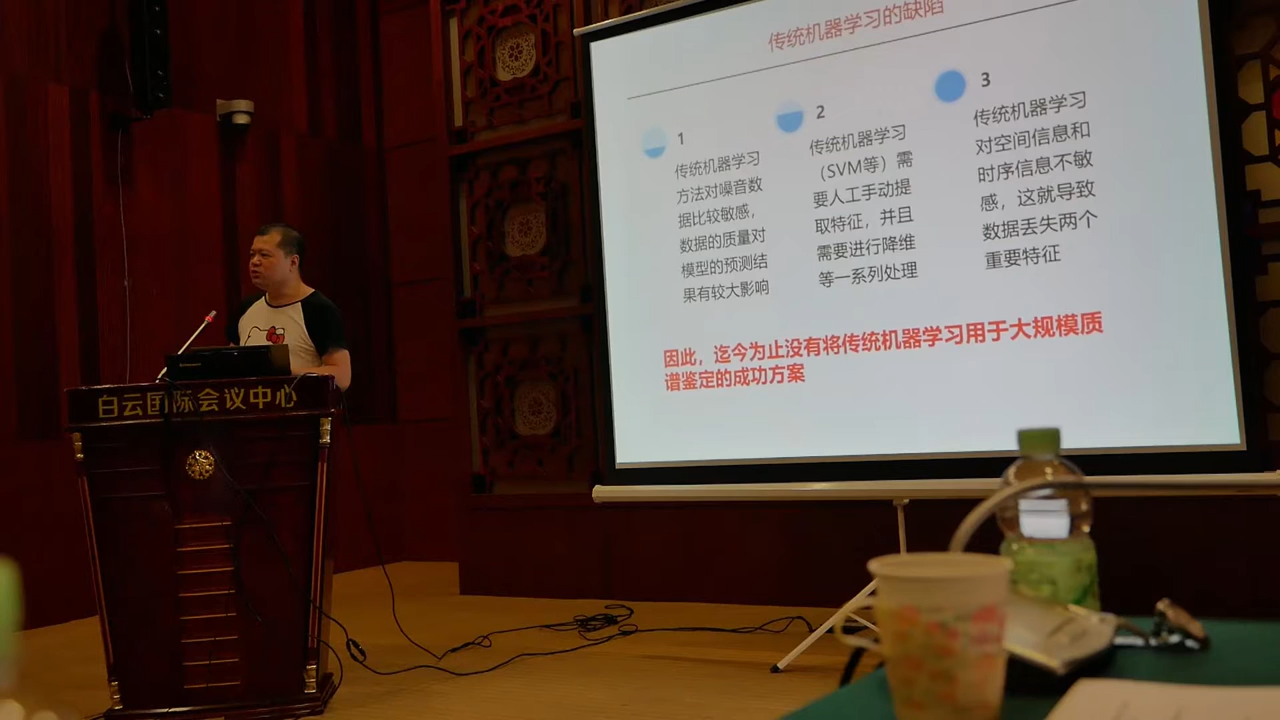 传统机器学习的缺陷
1
传统机器学习
方法对噪音数
据比较敏感，
数据的质量对
模型的预测结
果有较大影响
2
传统机器学习
（SVM等）需
要人工手动提
取特征，并且
需要进行降维
等一系列处理
3
传统机器学习
对空间信息和
时序信息不敏
感，这就导致
数据丢失两个
重要特征
因此，迄今为止没有将传统机器学习用于大规模质
谱鉴定的成功方案
白云国际会议中心